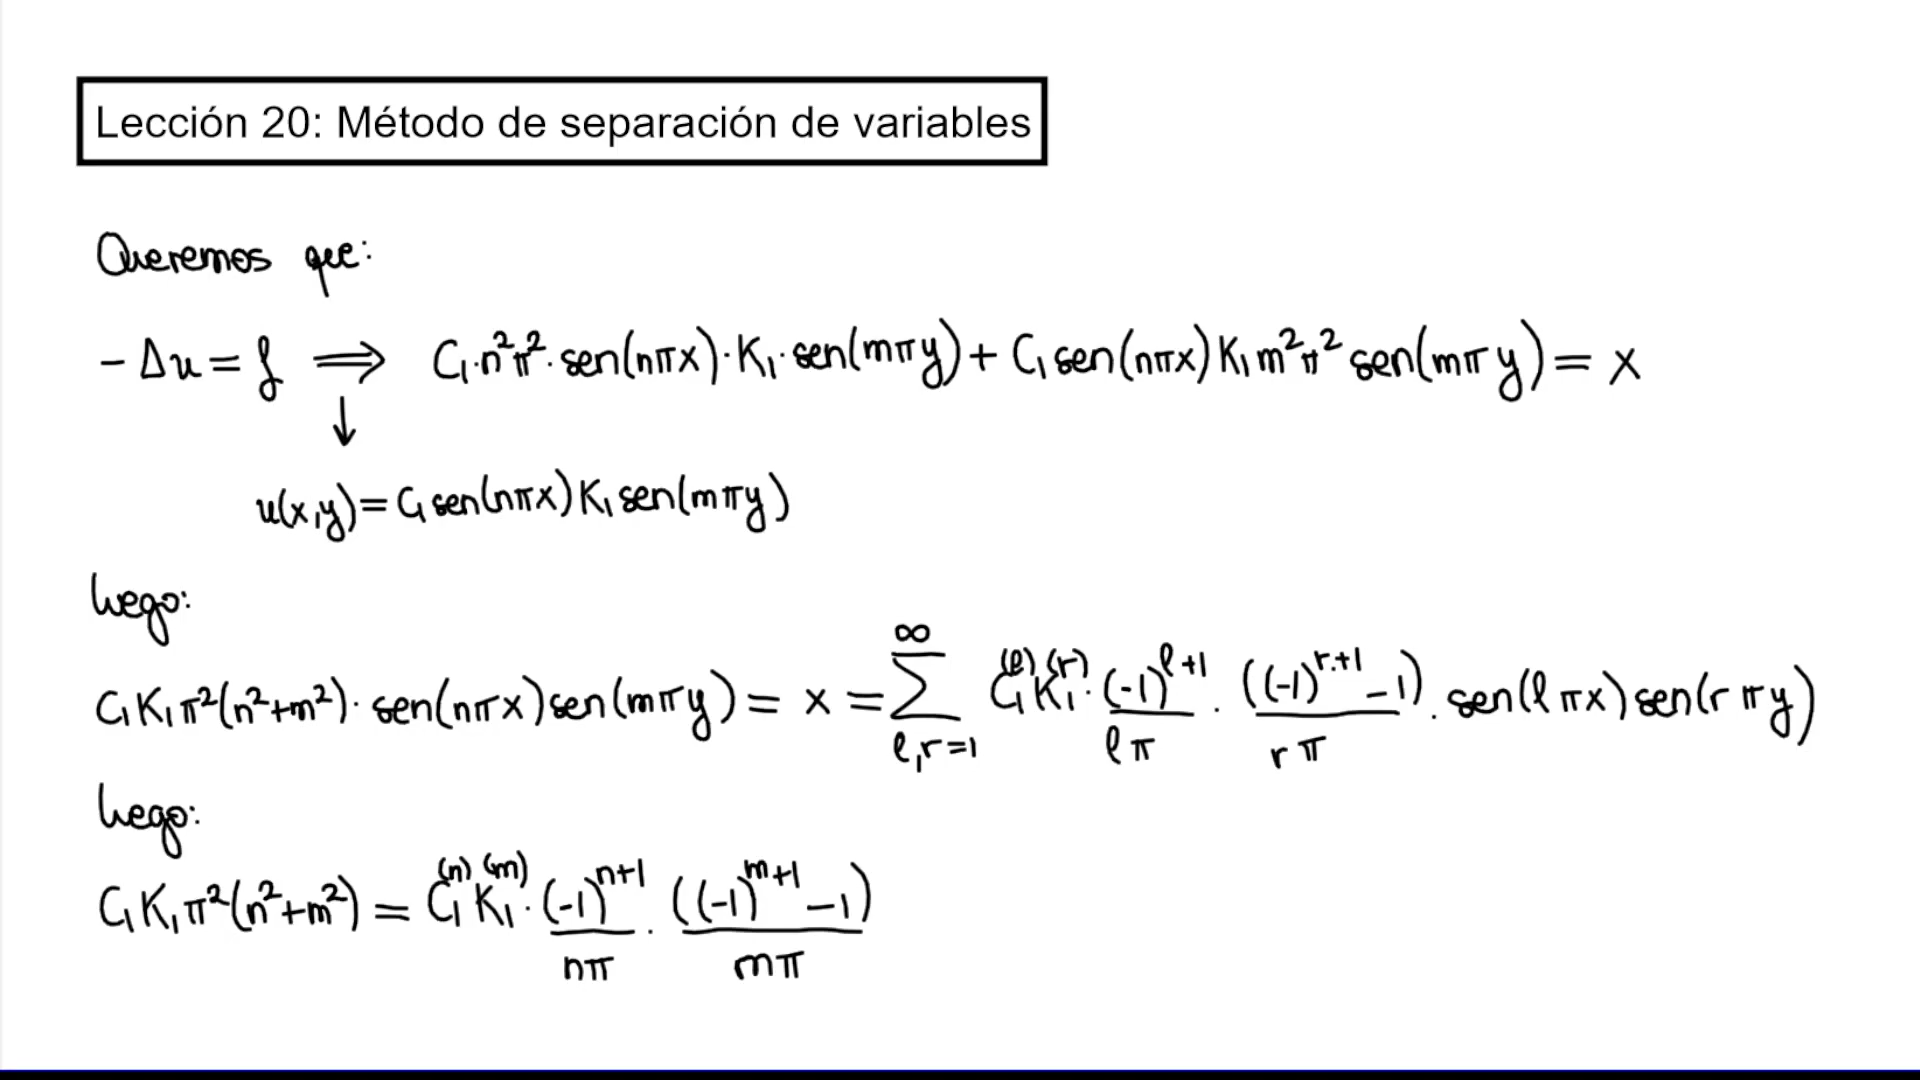 Lección 20: Método de separación de variables
Queremos que:
-Δu = f ⟹ C₁·n²π²·sen(nπx)·K₁·sen(mπy) + C₁sen(nπx)K₁m²π²sen(mπy) = x
↓
u(x,y) = C₁sen(nπx)K₁sen(mπy)
Luego:
C₁K₁π²(n²+m²)·sen(nπx)sen(mπy) = x = ∑_{l,r=1}^{∞} C₁^{(l)}K₁^{(r)}·(-1)^{l+1}/(lπ)·((-1)^{r+1}-1)/(rπ)·sen(lπx)sen(rπy)
Luego:
C₁K₁π²(n²+m²) = C₁^{(n)}K₁^{(m)}·(-1)^{n+1}/(nπ)·((-1)^{m+1}-1)/(mπ)